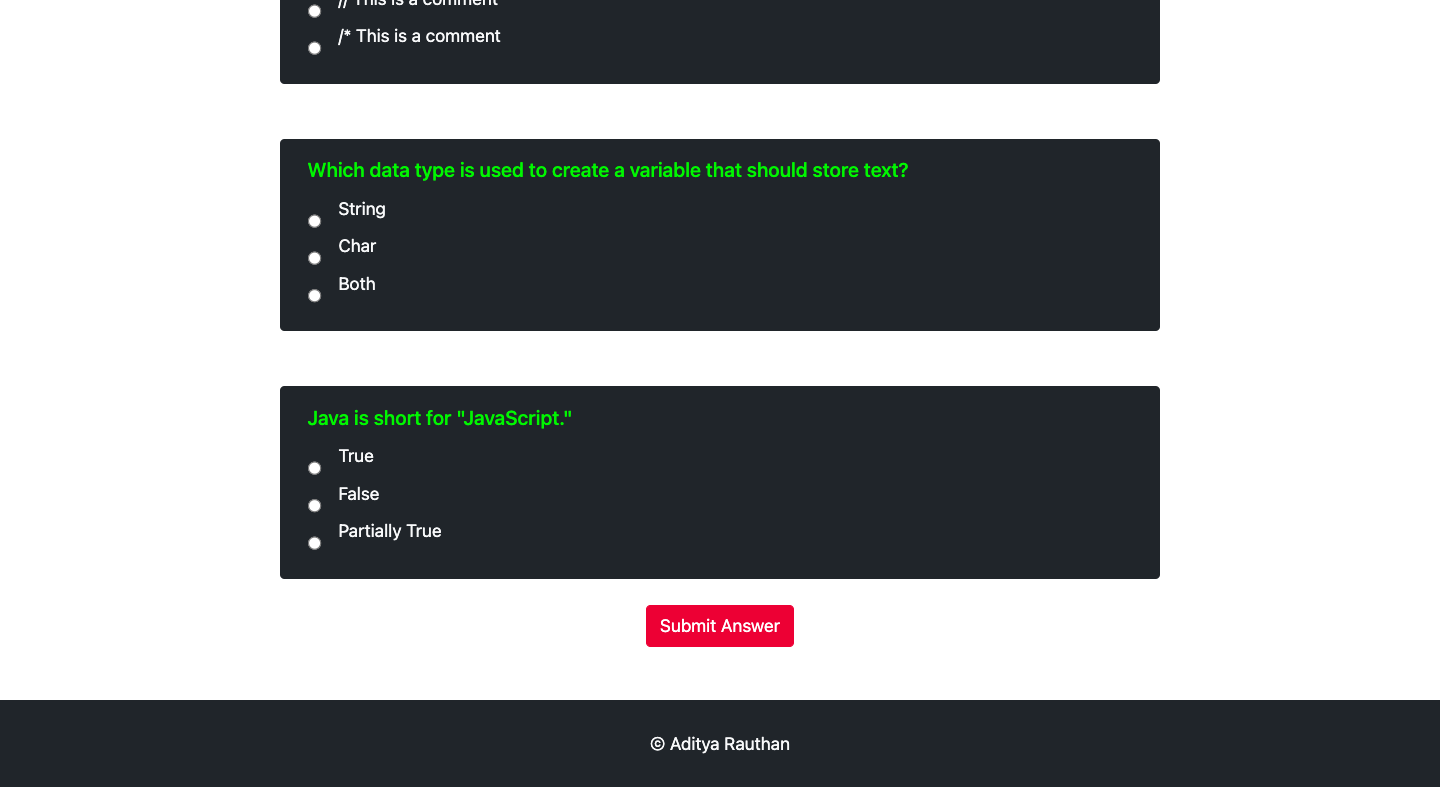 // This is a comment
/* This is a comment
Which data type is used to create a variable that should store text?
String
Char
Both
Java is short for "JavaScript."
True
False
Partially True
Submit Answer
© Aditya Rauthan